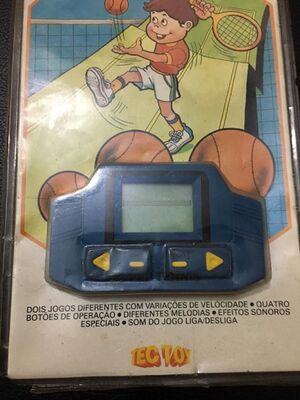 DOIS JOGOS DIFERENTES COM VARIAÇÕES DE VELOCIDADE • QUATRO
BOTÕES DE OPERAÇÃO • DIFERENTES MELODIAS • EFEITOS SONOROS
ESPECIAIS • SOM DO JOGO LIGA/DESLIGA
TEC TOY